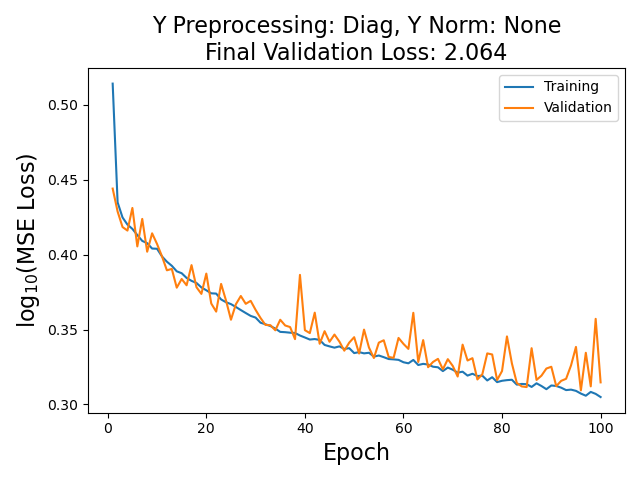 Y Preprocessing: Diag, Y Norm: None
Final Validation Loss: 2.064
Training
Validation
0.50
0.45
0.40
0.35
0.30
log₁₀(MSE Loss)
0
20
40
60
80
100
Epoch